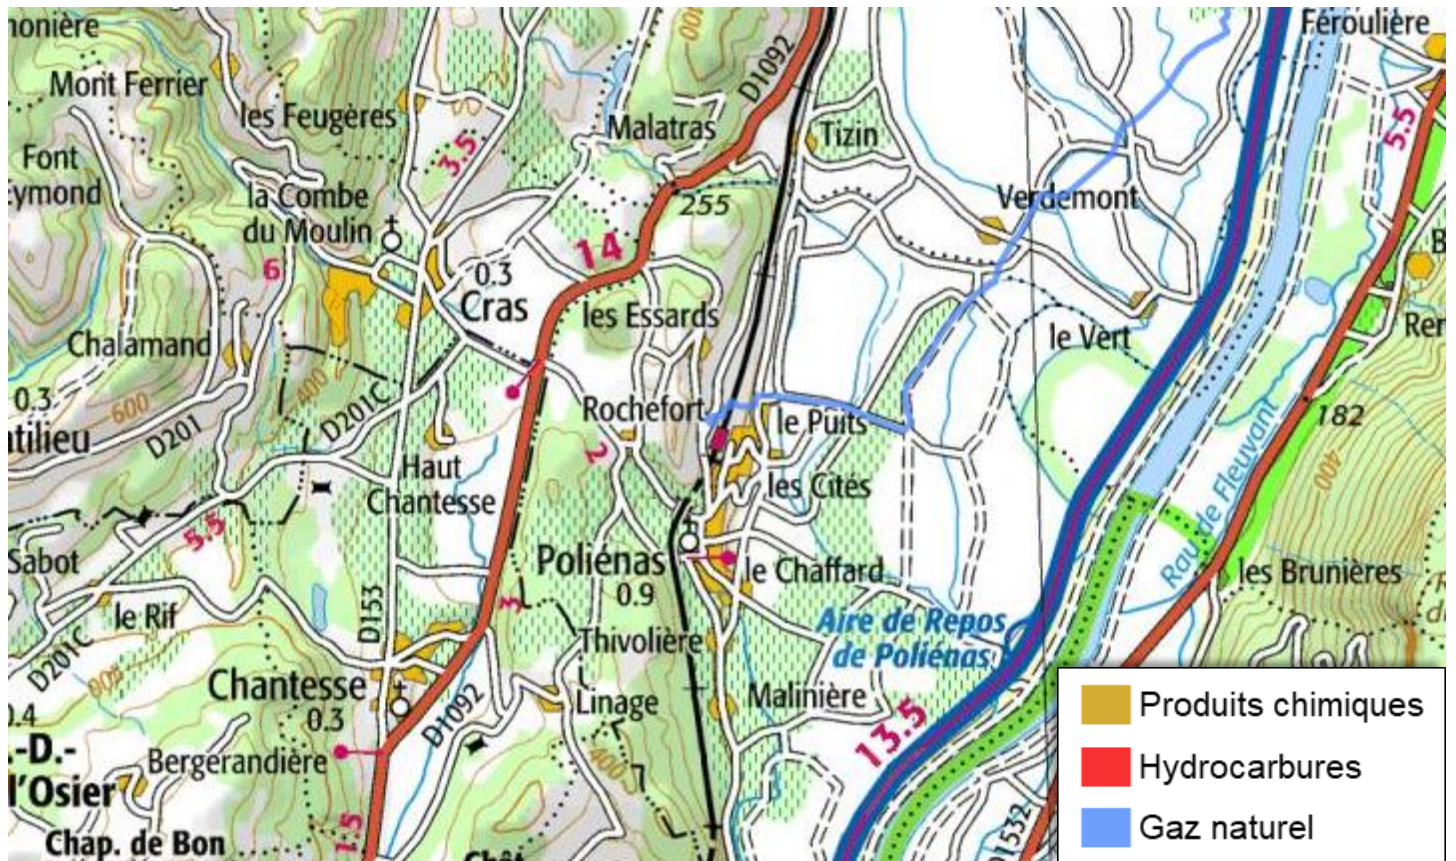 Féroulière
Mont Ferrier
les Feugères
Malatras
D1092
Tizin
5.5
3.5
Font
la Combe
du Moulin
255
Verdemont
6
14
0.3
Cras
les Essards
le Vert
Chalamand
0.3
600
400
D201
D201C
Rochefort
le Puits
182
2
Haut
Chantesse
les Cités
400
Rau de Fleuvant
5.5
Sabot
Poliénas
0.9
le Chaffard
les Brunières
le Rif
D153
3
Aire de Repos
de Poliénas
D201C
Thivolière
Chantesse
0.3
D1092
Linage
Malinière
13.5
400
-D.-
l'Osier
Bergerandière
1.5
Chap. de Bon
D1532
Produits chimiques
Hydrocarbures
Gaz naturel